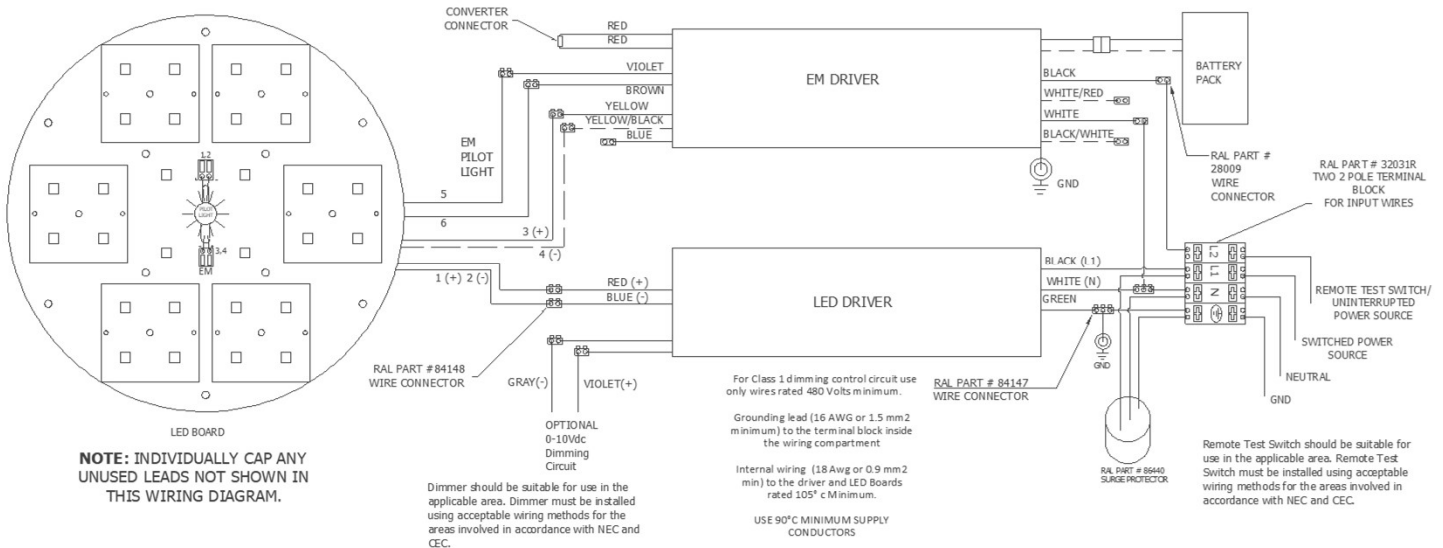 CONVERTER
CONNECTOR
RED
RED
VIOLET
BROWN
YELLOW
YELLOW/BLACK
BLUE
EM
PILOT
LIGHT
EM DRIVER
BLACK
WHITE/RED
WHITE
BLACK/WHITE
GND
BATTERY
PACK
RAL PART #
28009
WIRE
CONNECTOR
RAL PART # 32031R
TWO 2 POLE TERMINAL
BLOCK
FOR INPUT WIRES
1,2
PILOT
LIGHT
3,4
EM
5
6
3 (+)
4 (-)
1 (+) 2 (-)
RED (+)
BLUE (-)
LED DRIVER
BLACK (L1)
WHITE (N)
GREEN
L2
L1
N
REMOTE TEST SWITCH/
UNINTERRUPTED
POWER SOURCE
SWITCHED POWER
SOURCE
NEUTRAL
GND
GND
RAL PART #84148
WIRE CONNECTOR
GRAY(-)
VIOLET(+)
OPTIONAL
0-10Vdc
Dimming
Circuit
RAL PART # 84147
WIRE CONNECTOR
RAL PART # 86440
SURGE PROTECTOR
LED BOARD
NOTE: INDIVIDUALLY CAP ANY
UNUSED LEADS NOT SHOWN IN
THIS WIRING DIAGRAM.
Dimmer should be suitable for use in the
applicable area. Dimmer must be installed
using acceptable wiring methods for the
areas involved in accordance with NEC and
CEC.
For Class 1 dimming control circuit use
only wires rated 480 Volts minimum.
Grounding lead (16 AWG or 1.5 mm2
minimum) to the terminal block inside
the wiring compartment
Internal wiring (18 Awg or 0.9 mm2
min) to the driver and LED Boards
rated 105° c Minimum.
USE 90°C MINIMUM SUPPLY
CONDUCTORS
Remote Test Switch should be suitable for
use in the applicable area. Remote Test
Switch must be installed using acceptable
wiring methods for the areas involved in
accordance with NEC and CEC.